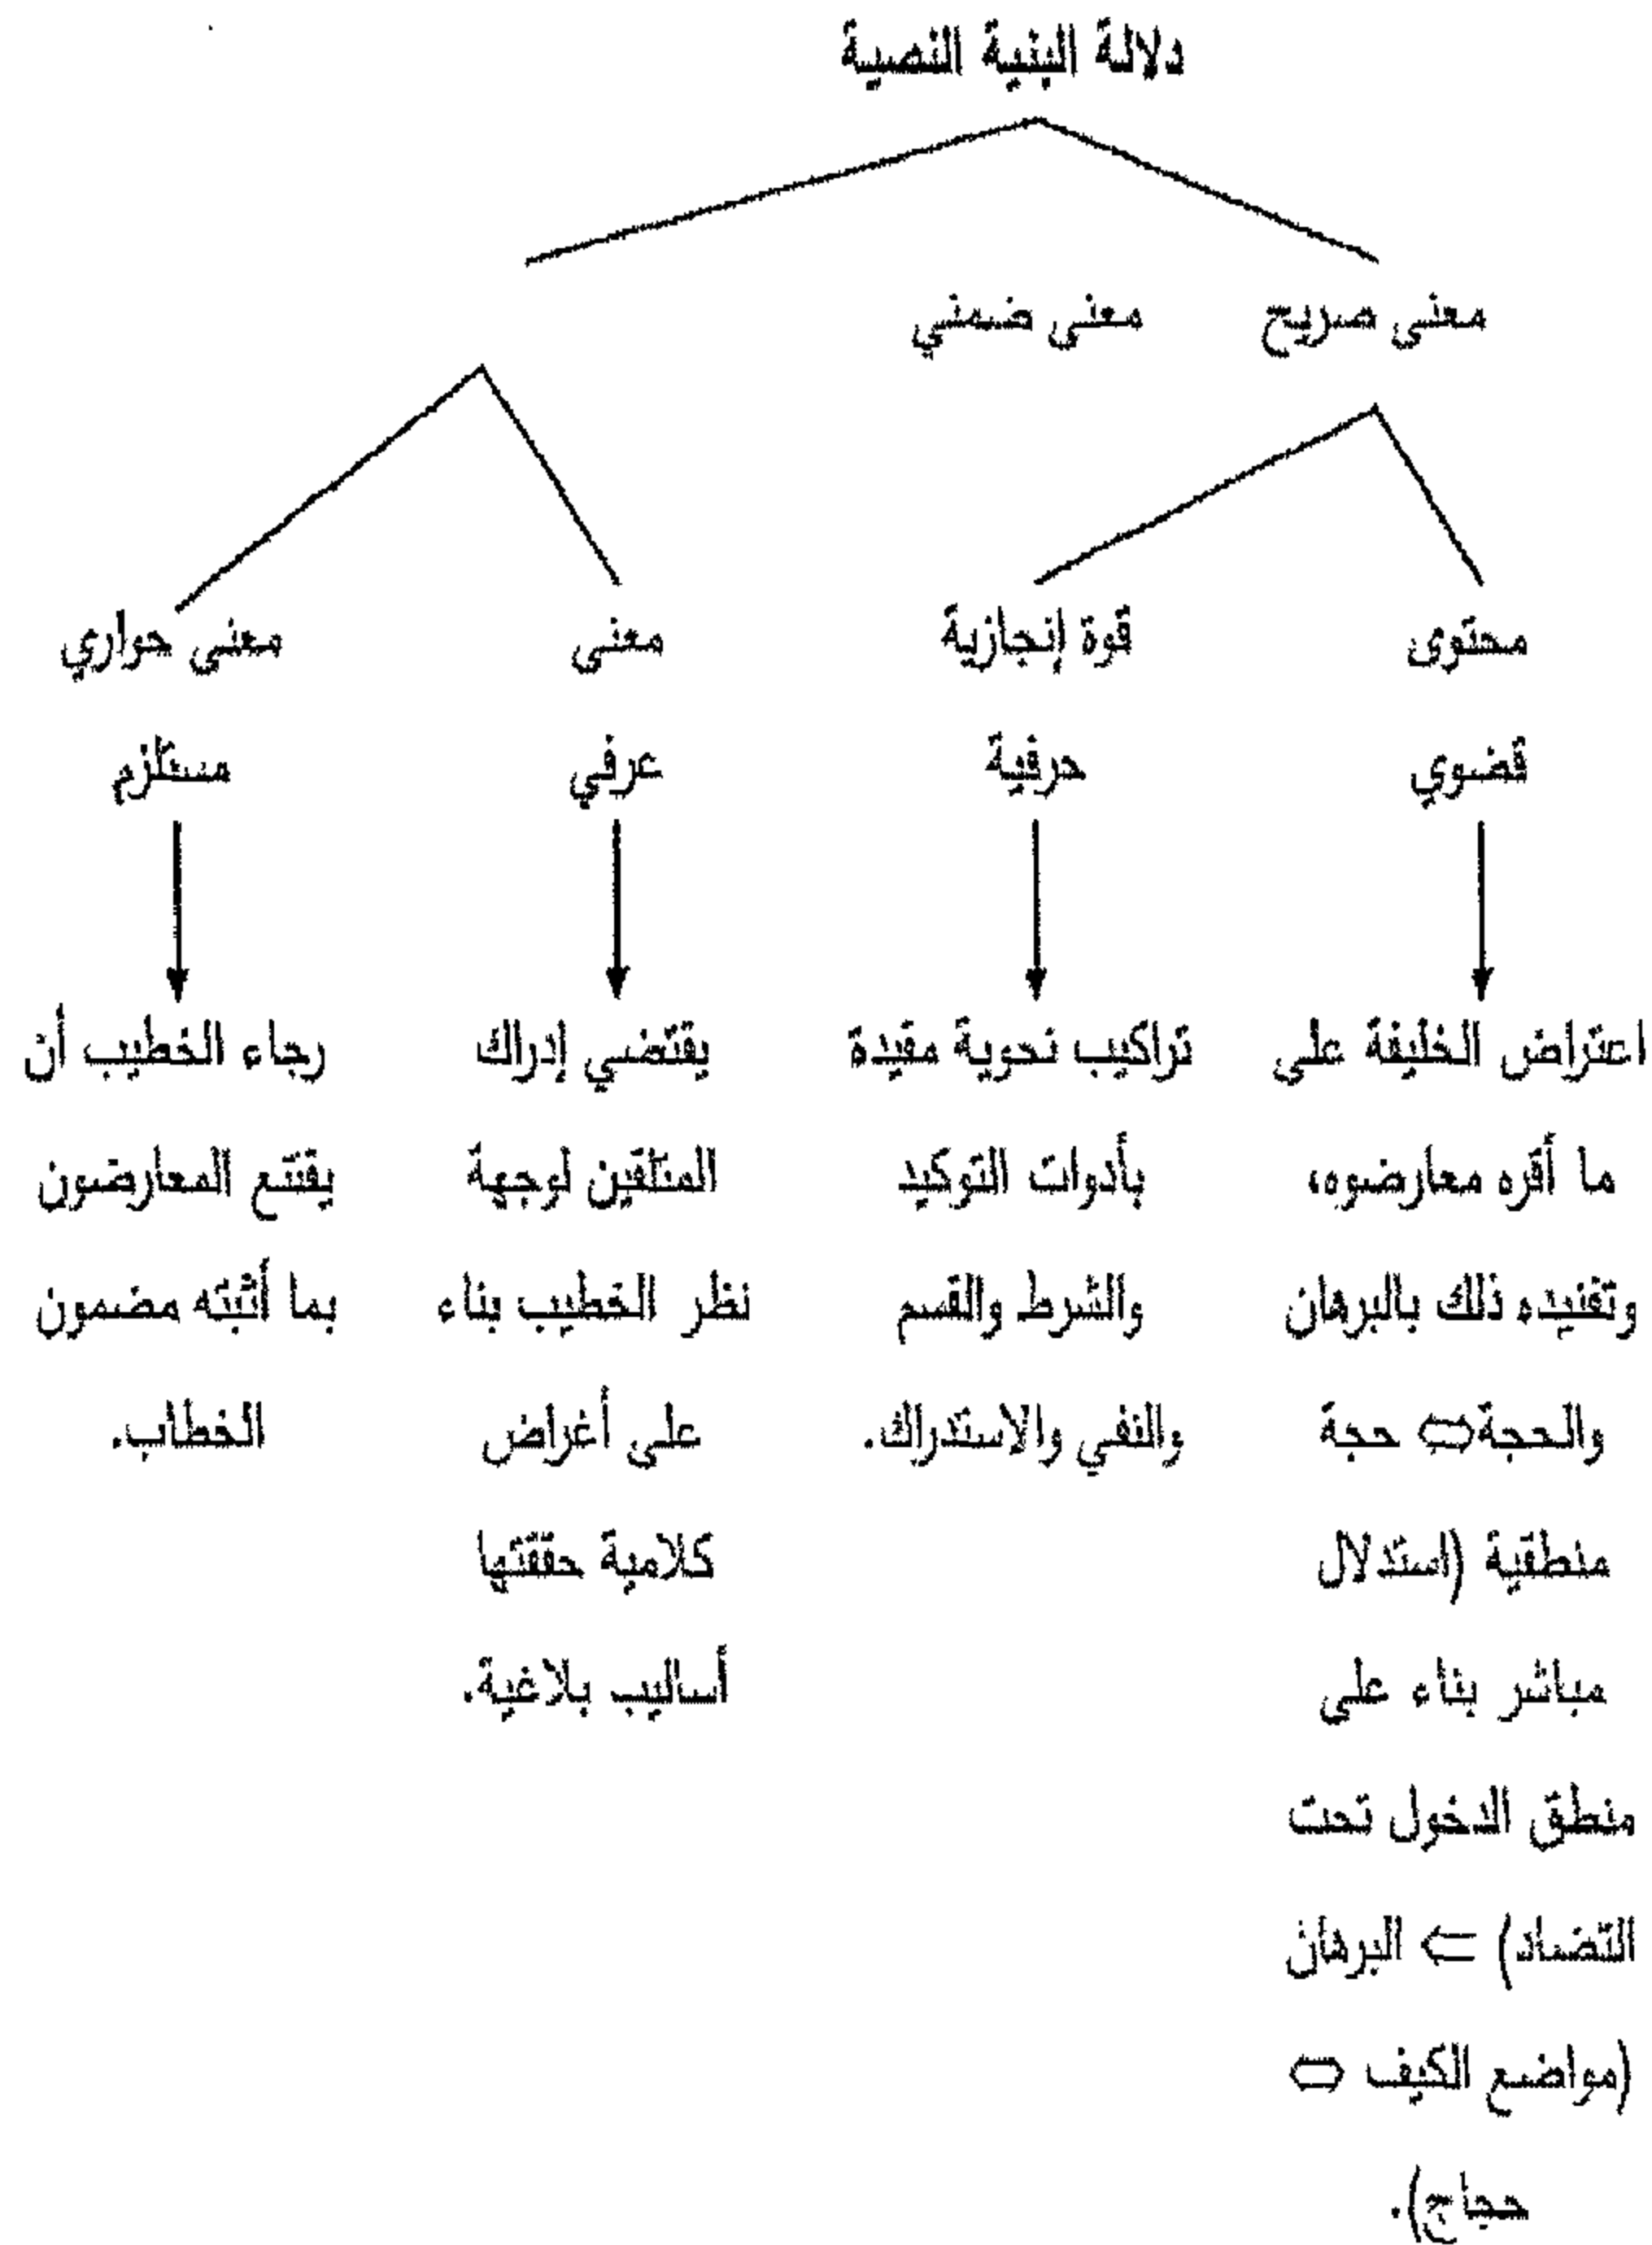 دلالة البنية النصية
معنى صريح
معنى ضمني
محتوى
قضوي
قوة إنجازية
حرفية
معنى
عرفي
معنى حواري
مستلزم
اعتراض الخليفة على
ما أقره معارضوه،
وتفنيده ذلك بالبرهان
والحجة⇔ حجة
منطقية (استدلال
مباشر بناء على
منطق الدخول تحت
التضاد) ⇐ البرهان
(مواضع الكيف ⇔
حجاج).
تراكيب نحوية مقيدة
بأدوات التوكيد
والشرط والقسم
والنفي والاستدراك.
يقتضي إدراك
المتلقين لوجهة
نظر الخطيب بناء
على أغراض
كلامية حققتها
أساليب بلاغية.
رجاء الخطيب أن
يقتنع المعارضون
بما أثبته مضمون
الخطاب.